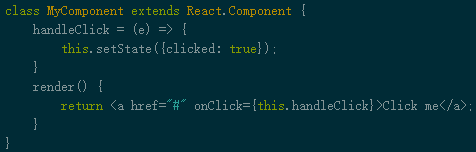 class MyComponent extends React.Component {
    handleClick = (e) => {
        this.setState({clicked: true});
    }
    render() {
        return <a href="#" onClick={this.handleClick}>Click me</a>;
    }
}